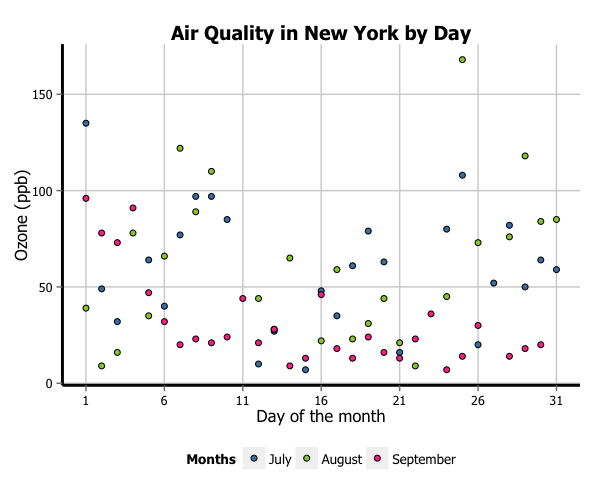 Air Quality in New York by Day
Ozone (ppb)
150
100
50
0
1 6 11 16 21 26 31
Day of the month
Months July August September